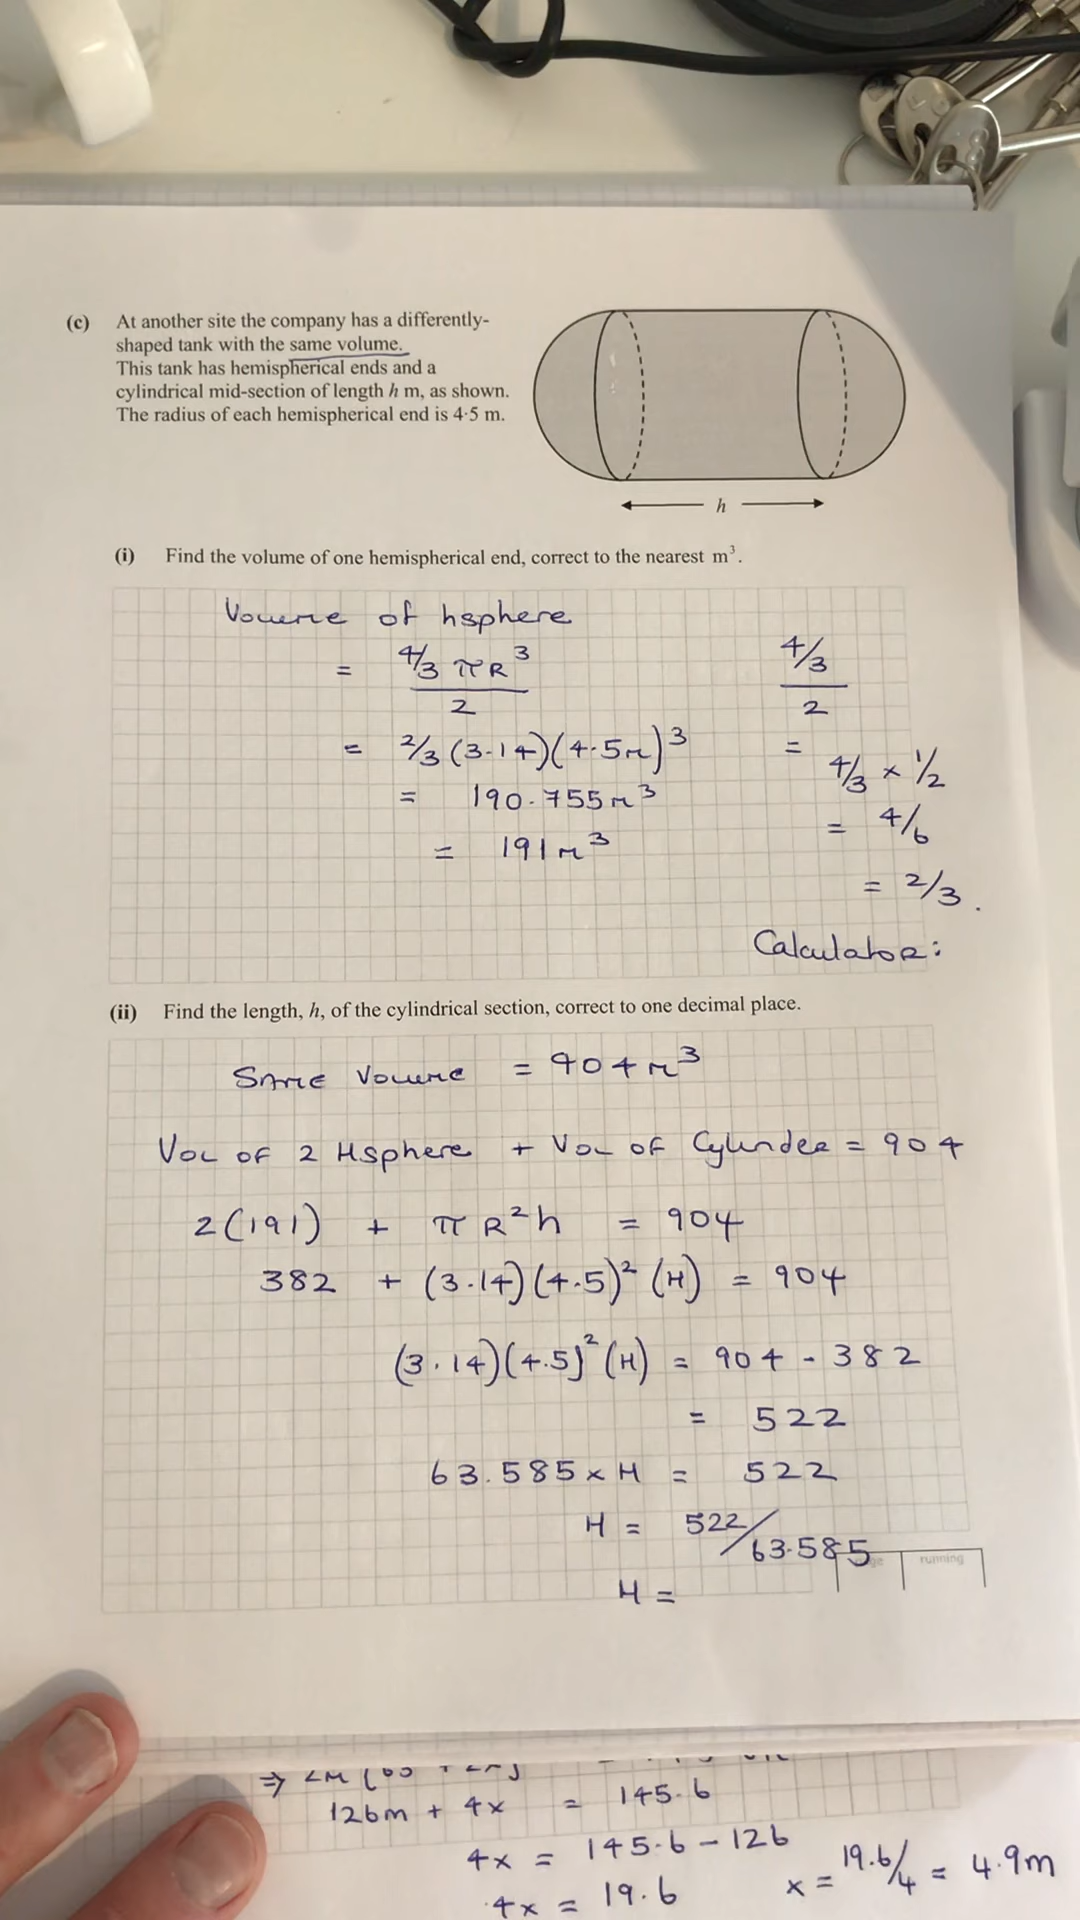 (c) At another site the company has a differently-
shaped tank with the same volume.
This tank has hemispherical ends and a
cylindrical mid-section of length h m, as shown.
The radius of each hemispherical end is 4·5 m.
h
(i) Find the volume of one hemispherical end, correct to the nearest m³.
Volume of hsphere
= 4/3 πR³
2
= 2/3 (3.14)(4.5m)³
= 190.755m³
= 191m³
4/3
2
= 4/3 × 1/2
= 4/6
= 2/3.
Calculator:
(ii) Find the length, h, of the cylindrical section, correct to one decimal place.
Same Volume = 904m³
Vol of 2 Hsphere + Vol of Cylinder = 904
2(191) + πR²h = 904
382 + (3.14)(4.5)² (H) = 904
(3.14)(4.5)² (H) = 904 - 382
= 522
63.585 × H = 522
H = 522/63.585
running
H =
126m + 4x = 145.6
4x = 145.6 - 126
4x = 19.6
x = 19.6/4 = 4.9m